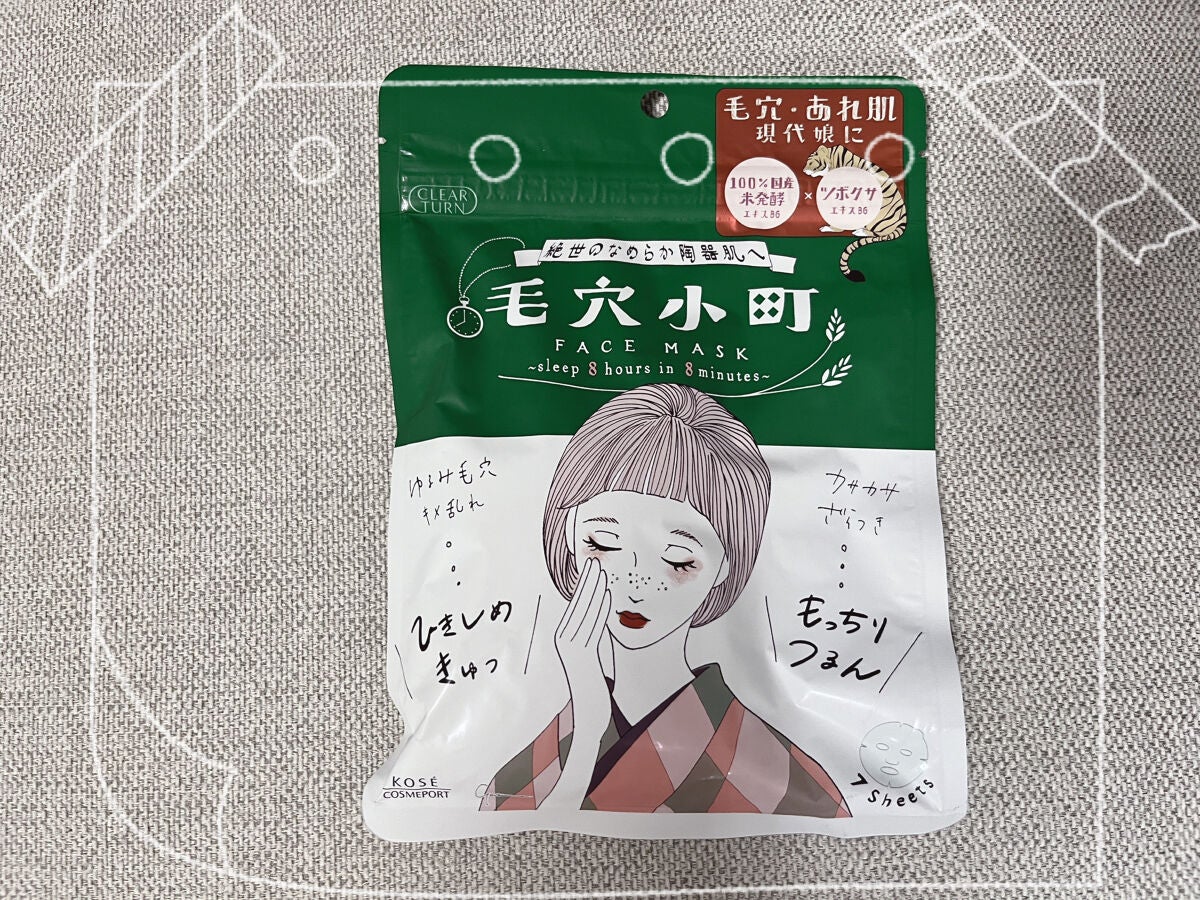 毛穴・あれ肌
現代娘に
100%国産
米発酵
エキスBG
×
ツボクサ
エキスBG
CICA
CLEAR
TURN
絶世のなめらか陶器肌へ
毛穴小町
FACE MASK
~sleep 8 hours in 8 minutes~
ゆるみ毛穴
キメ乱れ
ひきしめ
きゅっ
カサカサ
ざらつき
もっちり
つるん
KOSÉ
COSMEPORT
7 Sheets